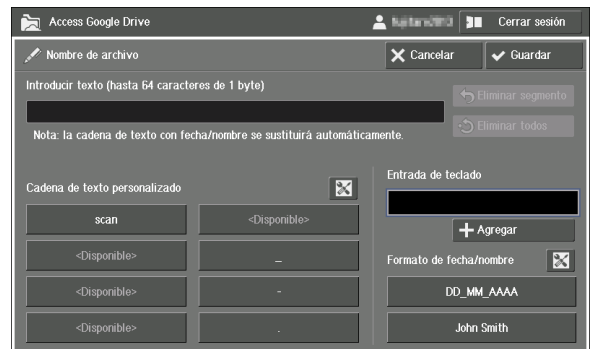 Access Google Drive
Cerrar sesión
Nombre de archivo
Cancelar
Guardar
Introducir texto (hasta 64 caracteres de 1 byte)
Eliminar segmento
Nota: la cadena de texto con fecha/nombre se sustituirá automáticamente.
Eliminar todos
Cadena de texto personalizado
Entrada de teclado
scan
<Disponible>
Agregar
<Disponible>
_
Formato de fecha/nombre
<Disponible>
-
DD_MM_AAAA
<Disponible>
.
John Smith